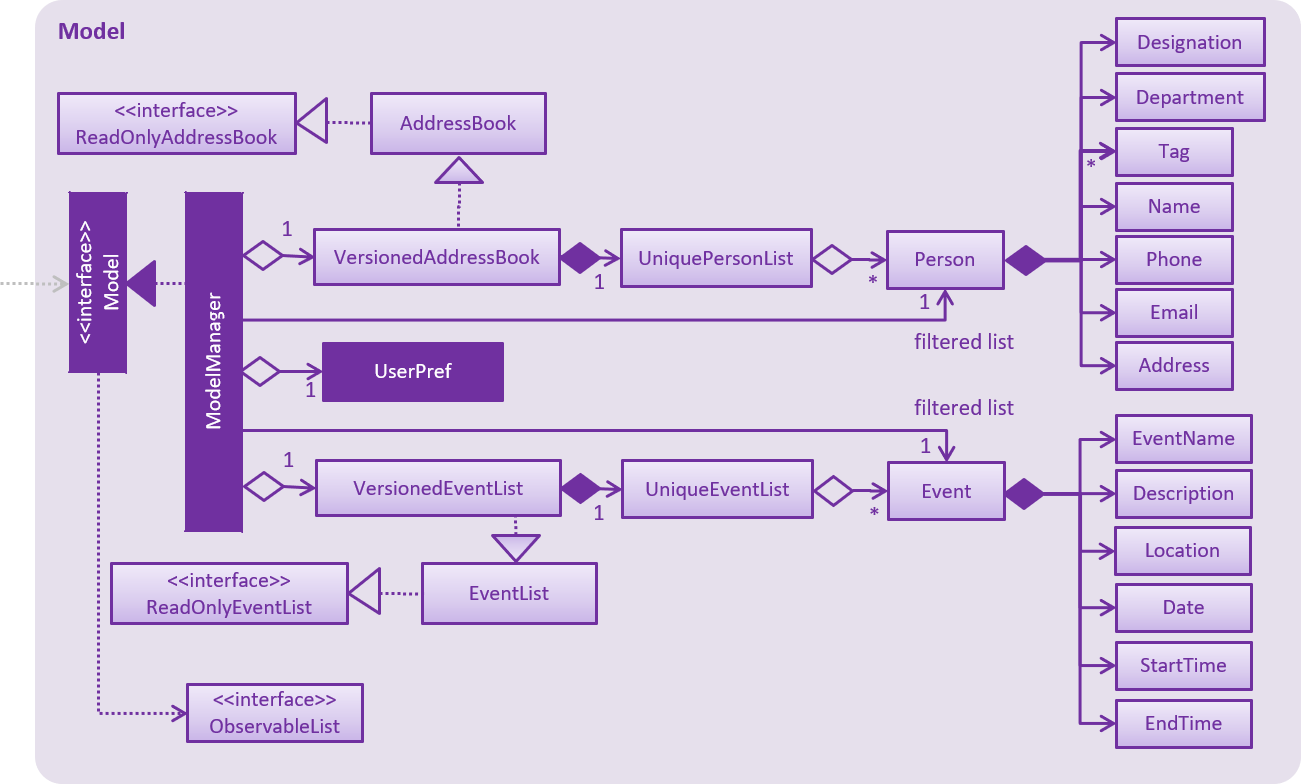 Model
<<interface>>
ReadOnlyAddressBook
AddressBook
<<interface>>
Model
ModelManager
1
VersionedAddressBook
1
UniquePersonList
*
Person
1
filtered list
1
UserPref
filtered list
1
1
VersionedEventList
1
UniqueEventList
*
Event
<<interface>>
ReadOnlyEventList
EventList
<<interface>>
ObservableList
Designation
Department
*
Tag
Name
Phone
Email
Address
EventName
Description
Location
Date
StartTime
EndTime